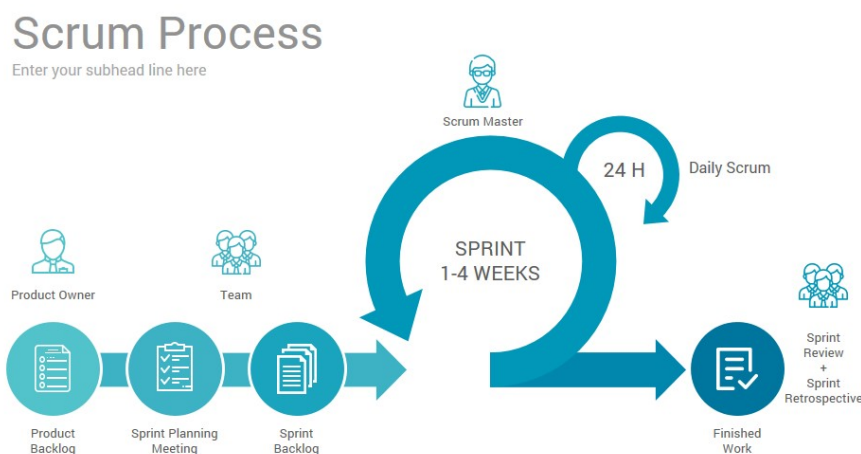 Scrum Process
Enter your subhead line here
Scrum Master
24 H
Daily Scrum
SPRINT
1-4 WEEKS
Product Owner
Team
Sprint
Review
+
Sprint
Retrospective
Product
Backlog
Sprint Planning
Meeting
Sprint
Backlog
Finished
Work